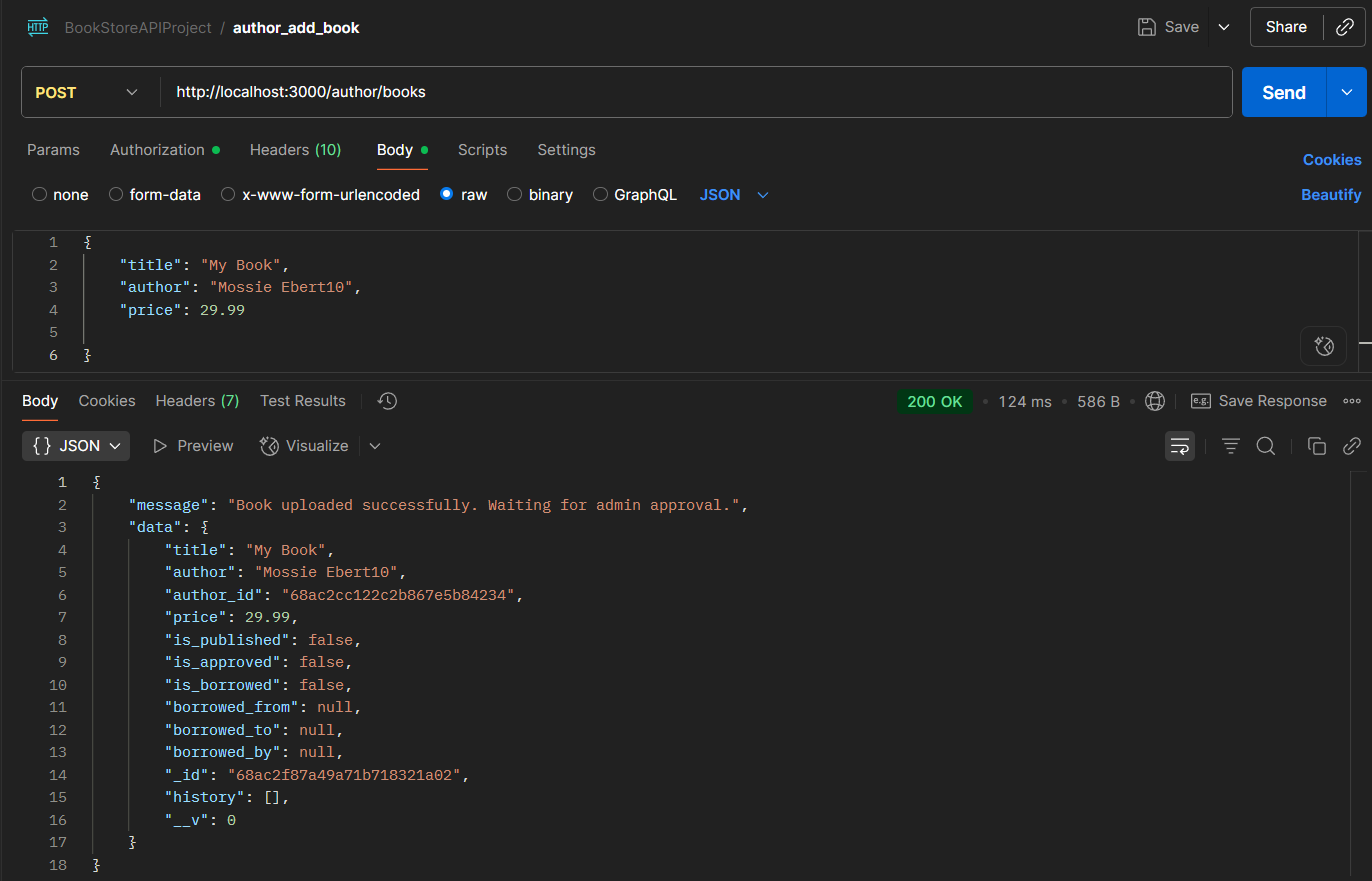 HTTP BookStoreAPIProject / author_add_book Save Share
POST http://localhost:3000/author/books Send
Params Authorization Headers (10) Body Scripts Settings Cookies
none form-data x-www-form-urlencoded raw binary GraphQL JSON Beautify
1 {
2 "title": "My Book",
3 "author": "Mossie Ebert10",
4 "price": 29.99
5
6 }
Body Cookies Headers (7) Test Results 200 OK • 124 ms • 586 B • e.g. Save Response
{} JSON Preview Visualize
1 {
2 "message": "Book uploaded successfully. Waiting for admin approval.",
3 "data": {
4 "title": "My Book",
5 "author": "Mossie Ebert10",
6 "author_id": "68ac2cc122c2b867e5b84234",
7 "price": 29.99,
8 "is_published": false,
9 "is_approved": false,
10 "is_borrowed": false,
11 "borrowed_from": null,
12 "borrowed_to": null,
13 "borrowed_by": null,
14 "_id": "68ac2f87a49a71b718321a02",
15 "history": [],
16 "__v": 0
17 }
18 }